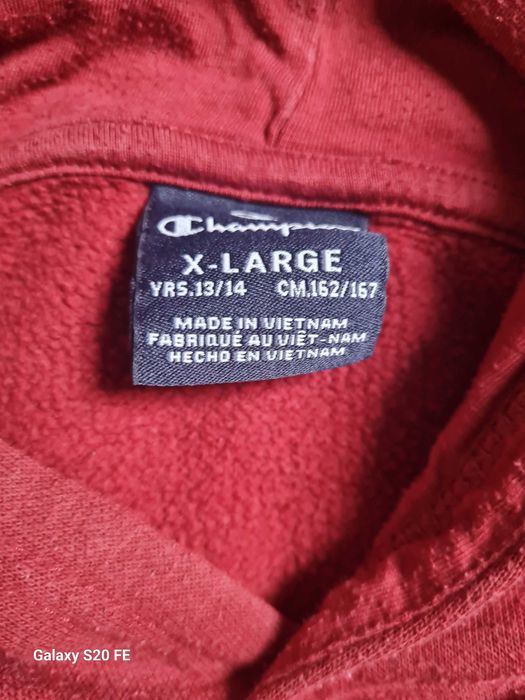 Champion
X-LARGE
YRS.13/14 CM.162/167
MADE IN VIETNAM
FABRIQUÉ AU VIÊT-NAM
HECHO EN VIETNAM
Galaxy S20 FE